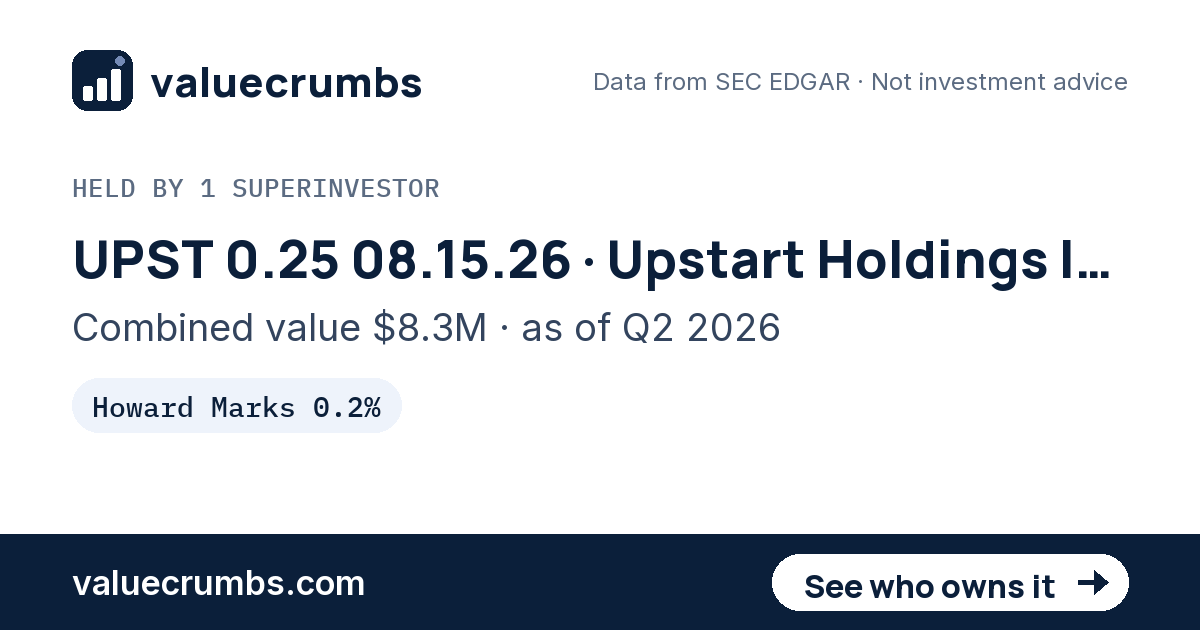 valuecrumbs
Data from SEC EDGAR · Not investment advice
HELD BY 1 SUPERINVESTOR
UPST 0.25 08.15.26 · Upstart Holdings I…
Combined value $8.3M · as of Q2 2026
Howard Marks 0.2%
valuecrumbs.com
See who owns it →